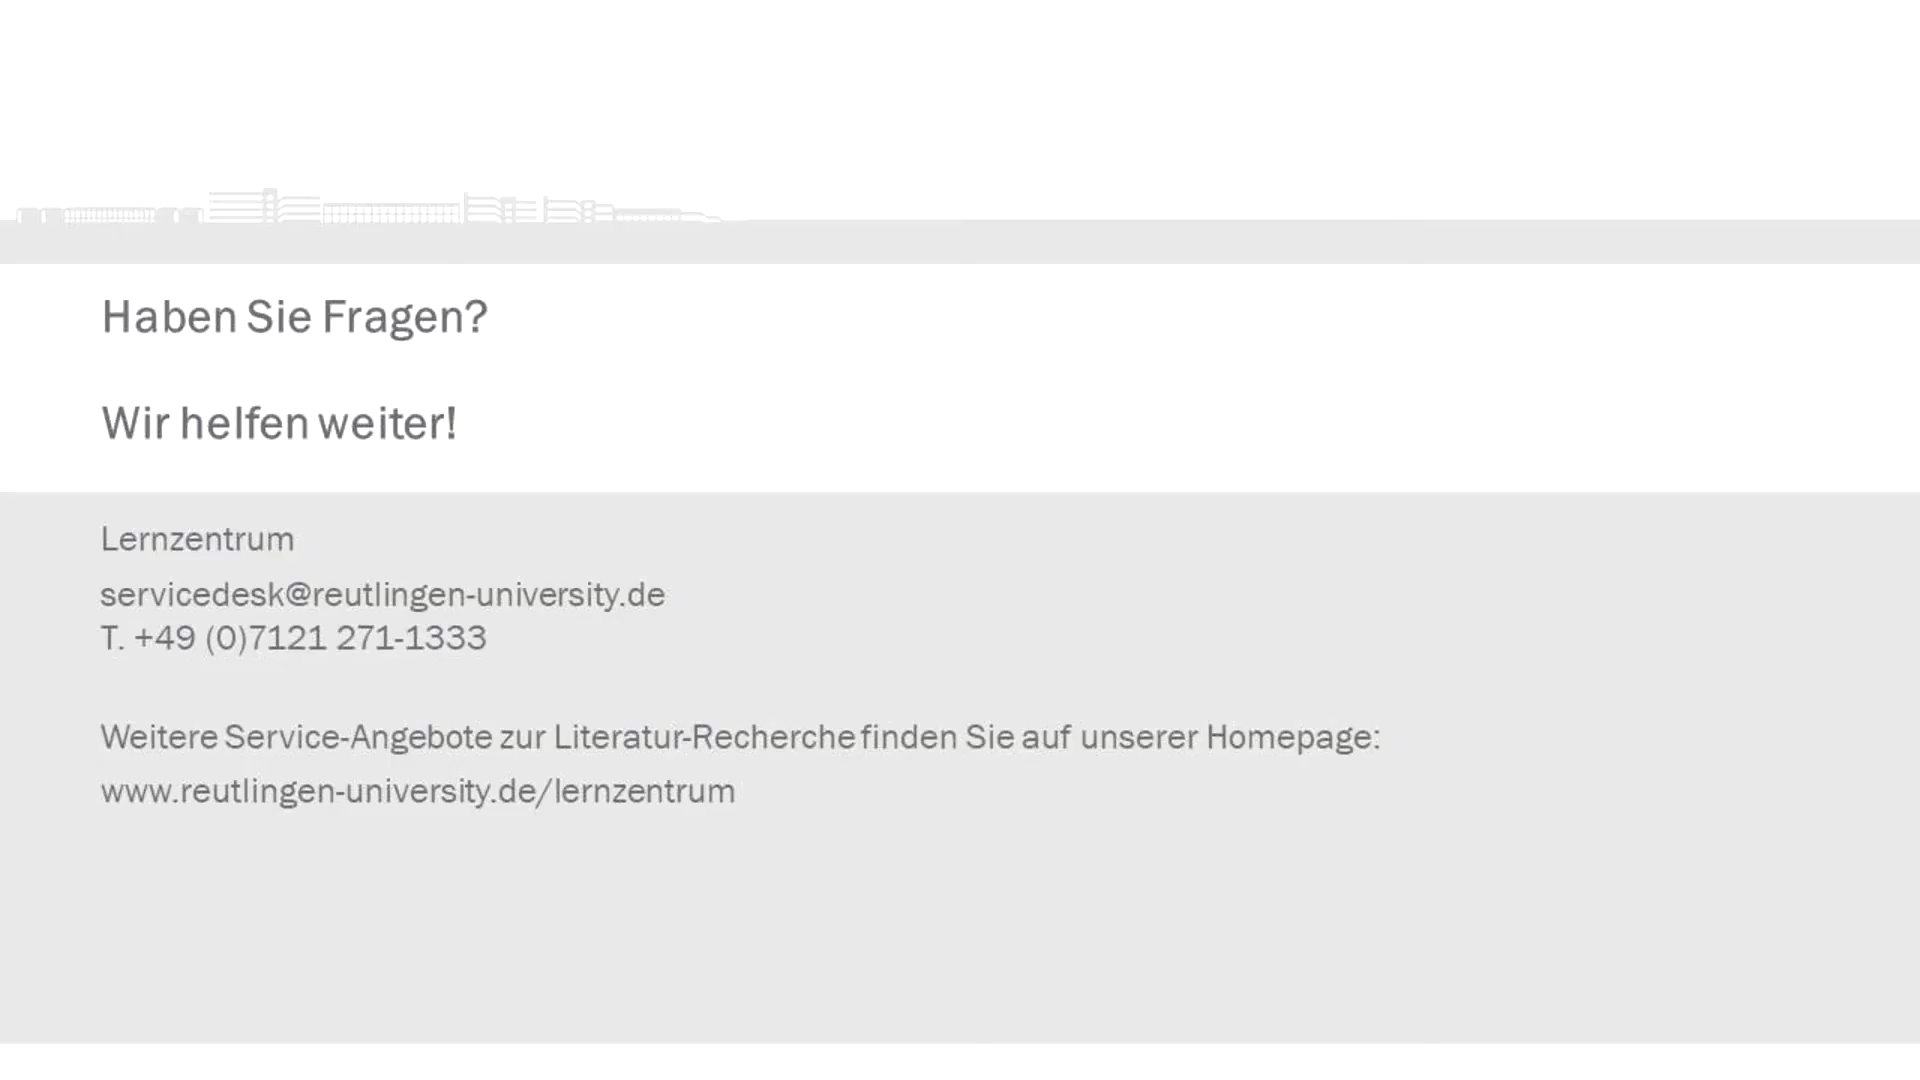 Haben Sie Fragen?
Wir helfen weiter!
Lernzentrum
servicedesk@reutlingen-university.de
T. +49 (0)7121 271-1333
Weitere Service-Angebote zur Literatur-Recherche finden Sie auf unserer Homepage:
www.reutlingen-university.de/lernzentrum